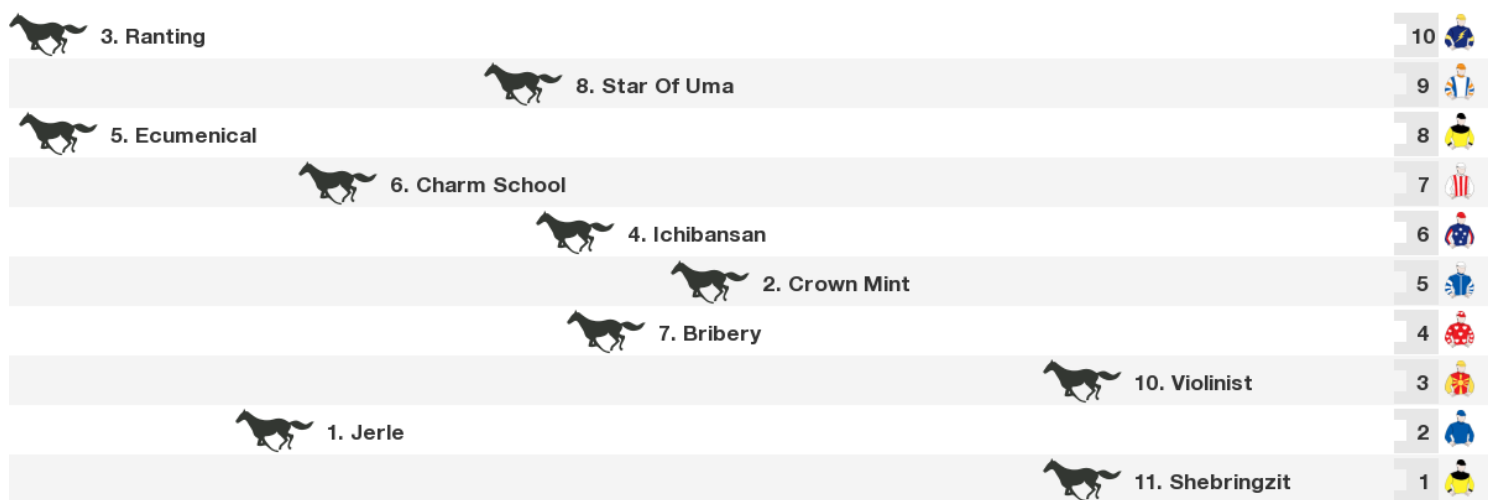 3. Ranting 10
8. Star Of Uma 9
5. Ecumenical 8
6. Charm School 7
4. Ichibansan 6
2. Crown Mint 5
7. Bribery 4
10. Violinist 3
1. Jerle 2
11. Shebringzit 1